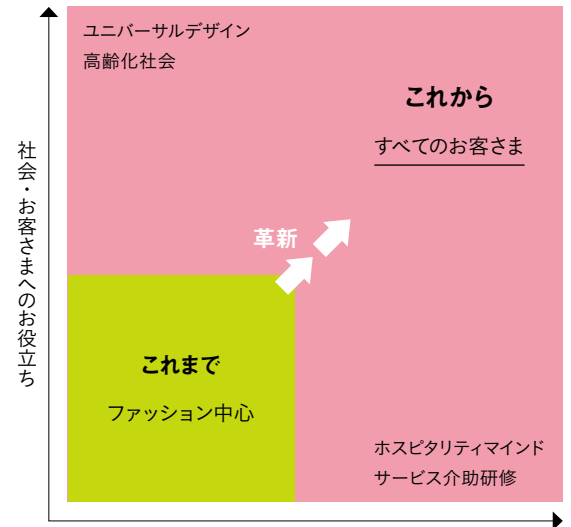 ユニバーサルデザイン
高齢化社会
これから
すべてのお客さま
社会・お客さまへのお役立ち
革新
これまで
ファッション中心
ホスピタリティマインド
サービス介助研修